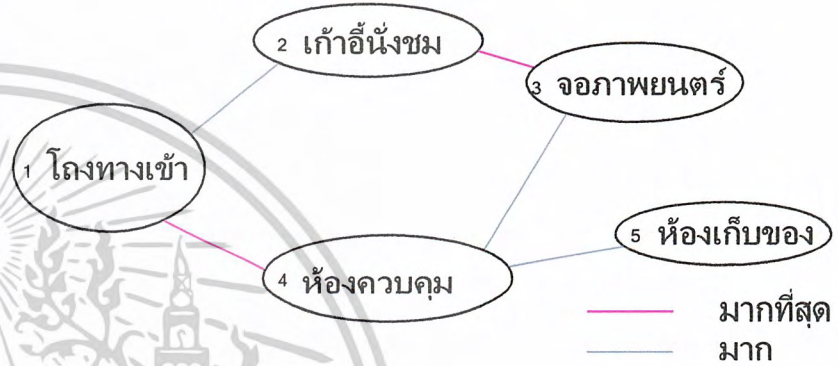 2 เก้าอี้นั่งชม
3 จอภาพยนตร์
1 โถงทางเข้า
5 ห้องเก็บของ
4 ห้องควบคุม
มากที่สุด
มาก